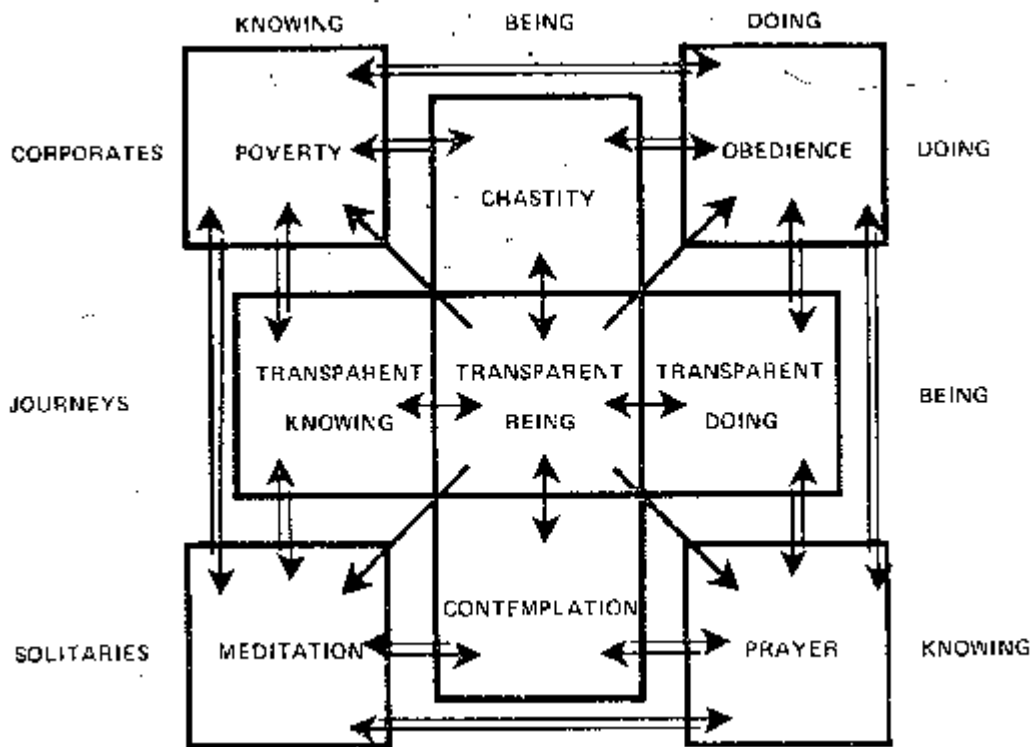 KNOWING BEING DOING
CORPORATES POVERTY OBEDIENCE DOING
CHASTITY
TRANSPARENT TRANSPARENT TRANSPARENT
JOURNEYS BEING
KNOWING BEING DOING
CONTEMPLATION
SOLITARIES MEDITATION PRAYER KNOWING